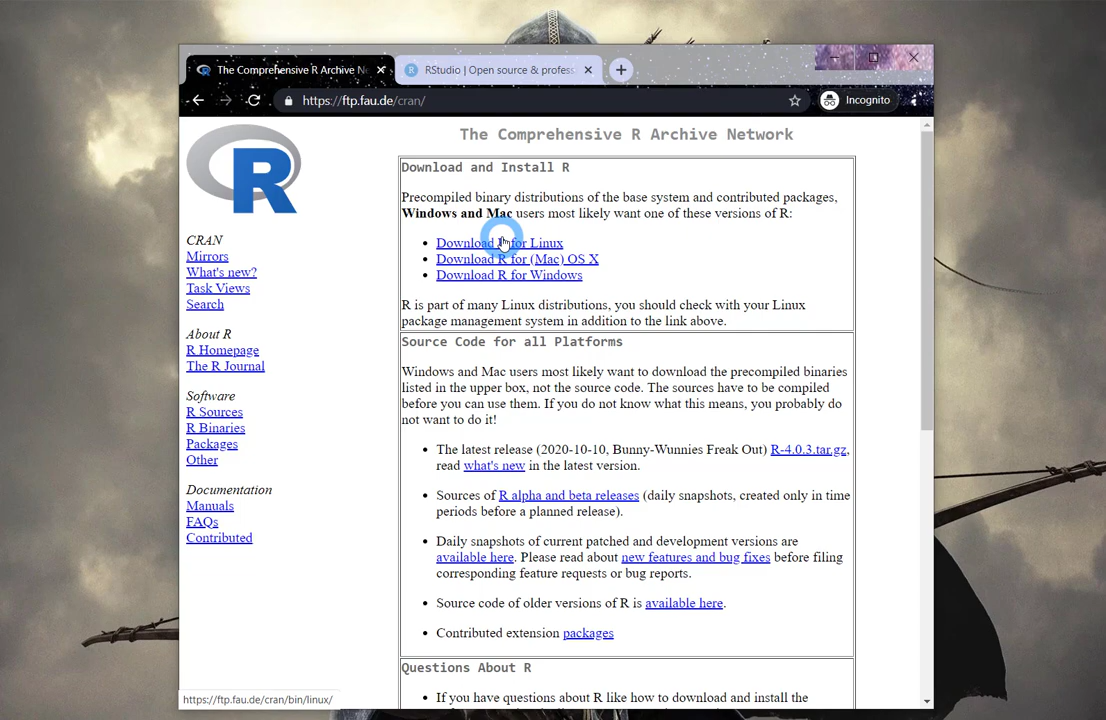 The Comprehensive R Archive Ne
RStudio | Open source & profess
https://ftp.fau.de/cran/
Incognito
R
The Comprehensive R Archive Network
Download and Install R
Precompiled binary distributions of the base system and contributed packages,
Windows and Mac users most likely want one of these versions of R:
Download R for Linux
Download R for (Mac) OS X
Download R for Windows
R is part of many Linux distributions, you should check with your Linux
package management system in addition to the link above.
CRAN
Mirrors
What's new?
Task Views
Search
About R
R Homepage
The R Journal
Software
R Sources
R Binaries
Packages
Other
Documentation
Manuals
FAQs
Contributed
Source Code for all Platforms
Windows and Mac users most likely want to download the precompiled binaries
listed in the upper box, not the source code. The sources have to be compiled
before you can use them. If you do not know what this means, you probably do
not want to do it!
The latest release (2020-10-10, Bunny-Wunnies Freak Out) R-4.0.3.tar.gz,
read what's new in the latest version.
Sources of R alpha and beta releases (daily snapshots, created only in time
periods before a planned release).
Daily snapshots of current patched and development versions are
available here. Please read about new features and bug fixes before filing
corresponding feature requests or bug reports.
Source code of older versions of R is available here.
Contributed extension packages
Questions About R
If you have questions about R like how to download and install the
https://ftp.fau.de/cran/bin/linux/